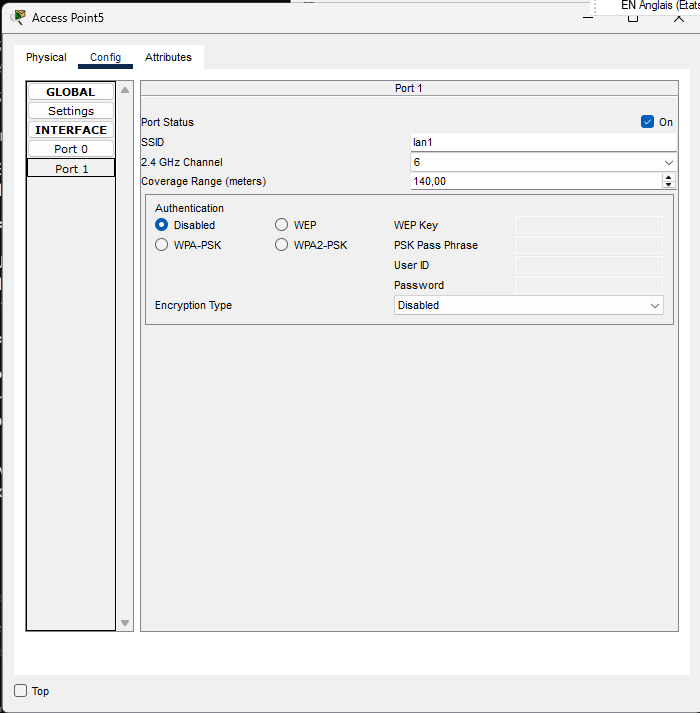 EN Anglais (États
Access Point5
Physical Config Attributes
GLOBAL
Settings
INTERFACE
Port 0
Port 1
Port 1
Port Status On
SSID lan1
2.4 GHz Channel 6
Coverage Range (meters) 140,00
Authentication
Disabled WEP WEP Key
WPA-PSK WPA2-PSK PSK Pass Phrase
User ID
Password
Encryption Type Disabled
Top